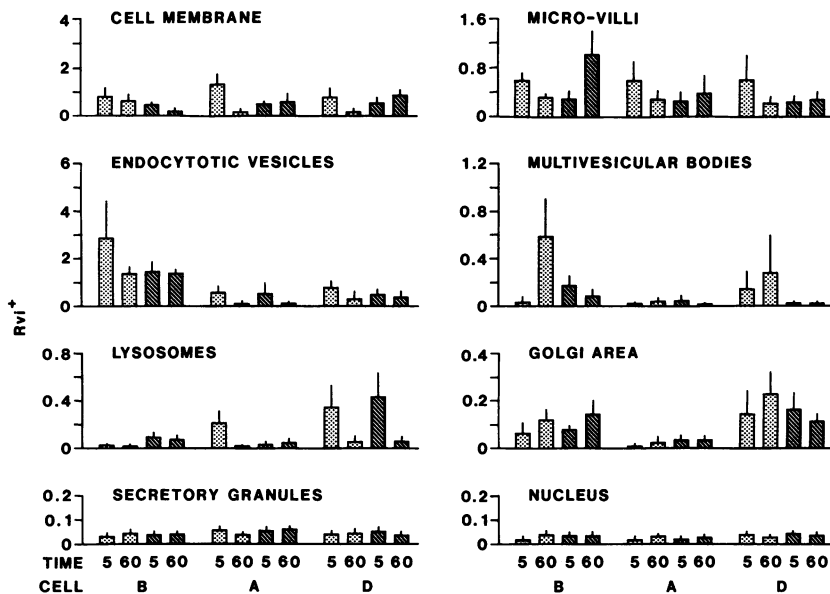 CELL MEMBRANE
4
2
0
MICRO-VILLI
1.6
0.8
0
ENDOCYTOTIC VESICLES
6
4
2
0
MULTIVESICULAR BODIES
1.2
0.8
0.4
0
Rvi+
LYSOSOMES
0.8
0.4
0
GOLGI AREA
0.4
0.2
0
SECRETORY GRANULES
0.2
0.1
0
NUCLEUS
0.2
0.1
0
TIME 5 60 5 60 5 60 5 60 5 60 5 60 5 60 5 60 5 60 5 60 5 60 5 60
CELL B A D B A D